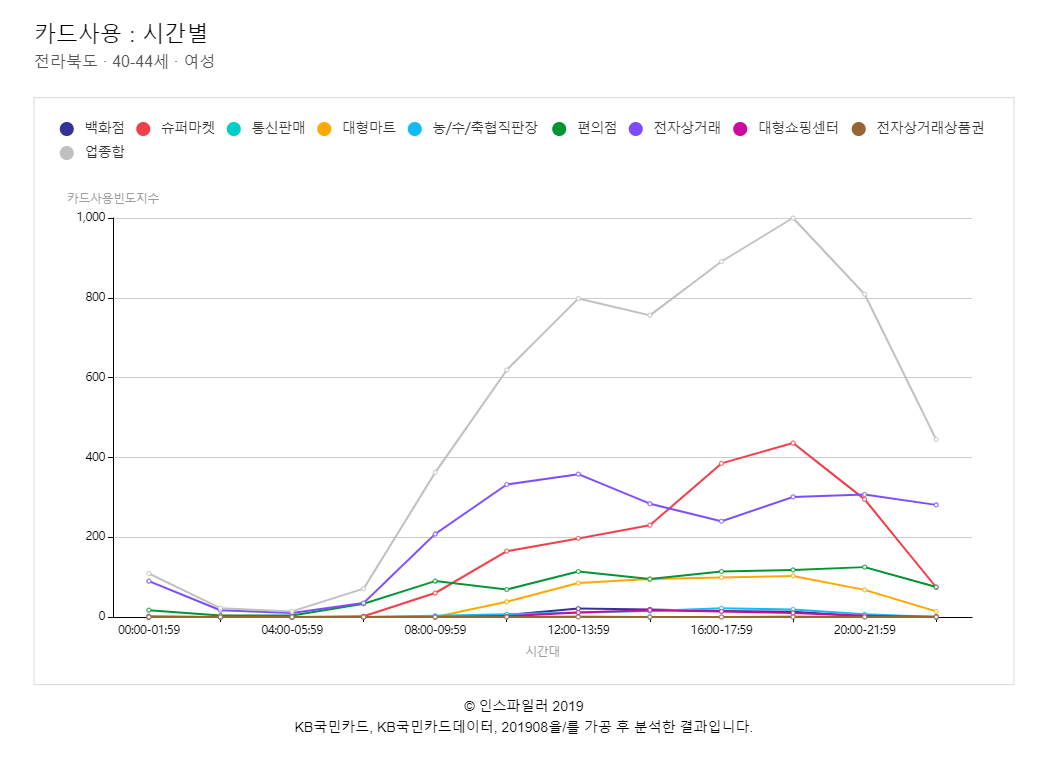 카드사용 : 시간별
전라북도 · 40-44세 · 여성
백화점 슈퍼마켓 통신판매 대형마트 농/수/축협직판장 편의점 전자상거래 대형쇼핑센터 전자상거래상품권
업종합
카드사용빈도지수
1,000
800
600
400
200
0
00:00-01:59 04:00-05:59 08:00-09:59 12:00-13:59 16:00-17:59 20:00-21:59
시간대
© 인스파일러 2019
KB국민카드, KB국민카드데이터, 201908을/를 가공 후 분석한 결과입니다.